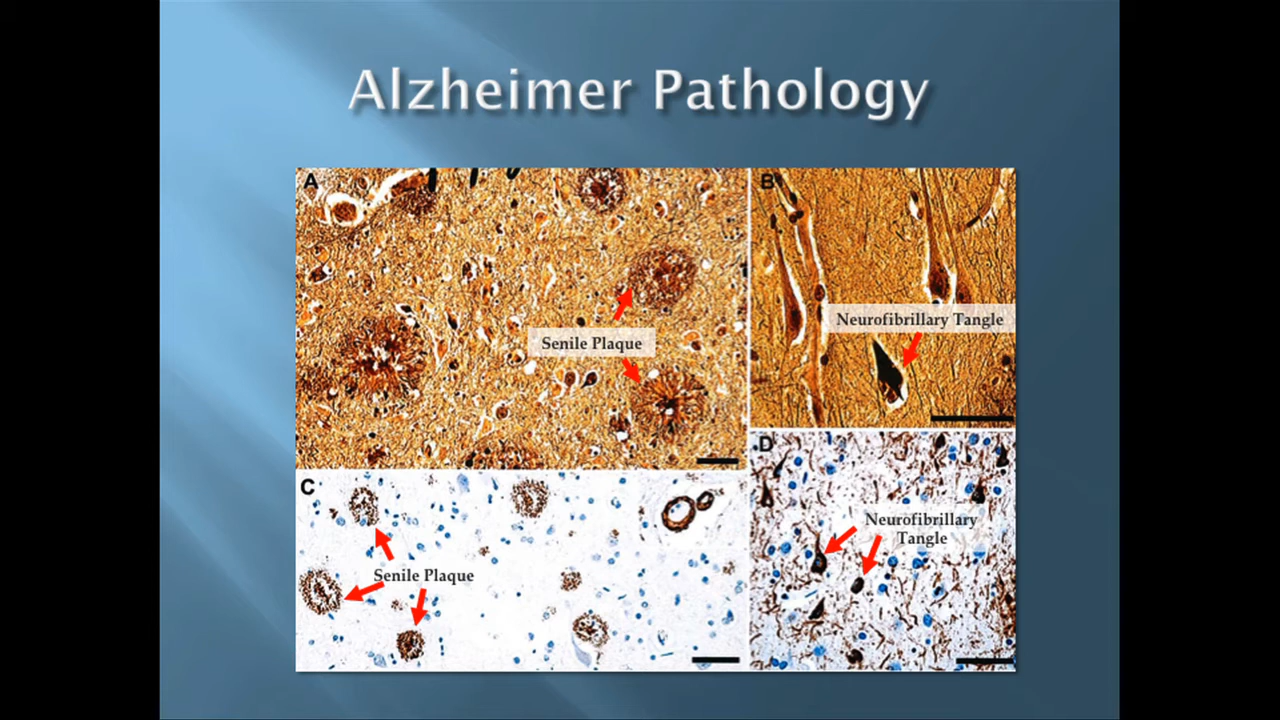 Alzheimer Pathology
A
B
Senile Plaque
Neurofibrillary Tangle
C
D
Senile Plaque
Neurofibrillary
Tangle